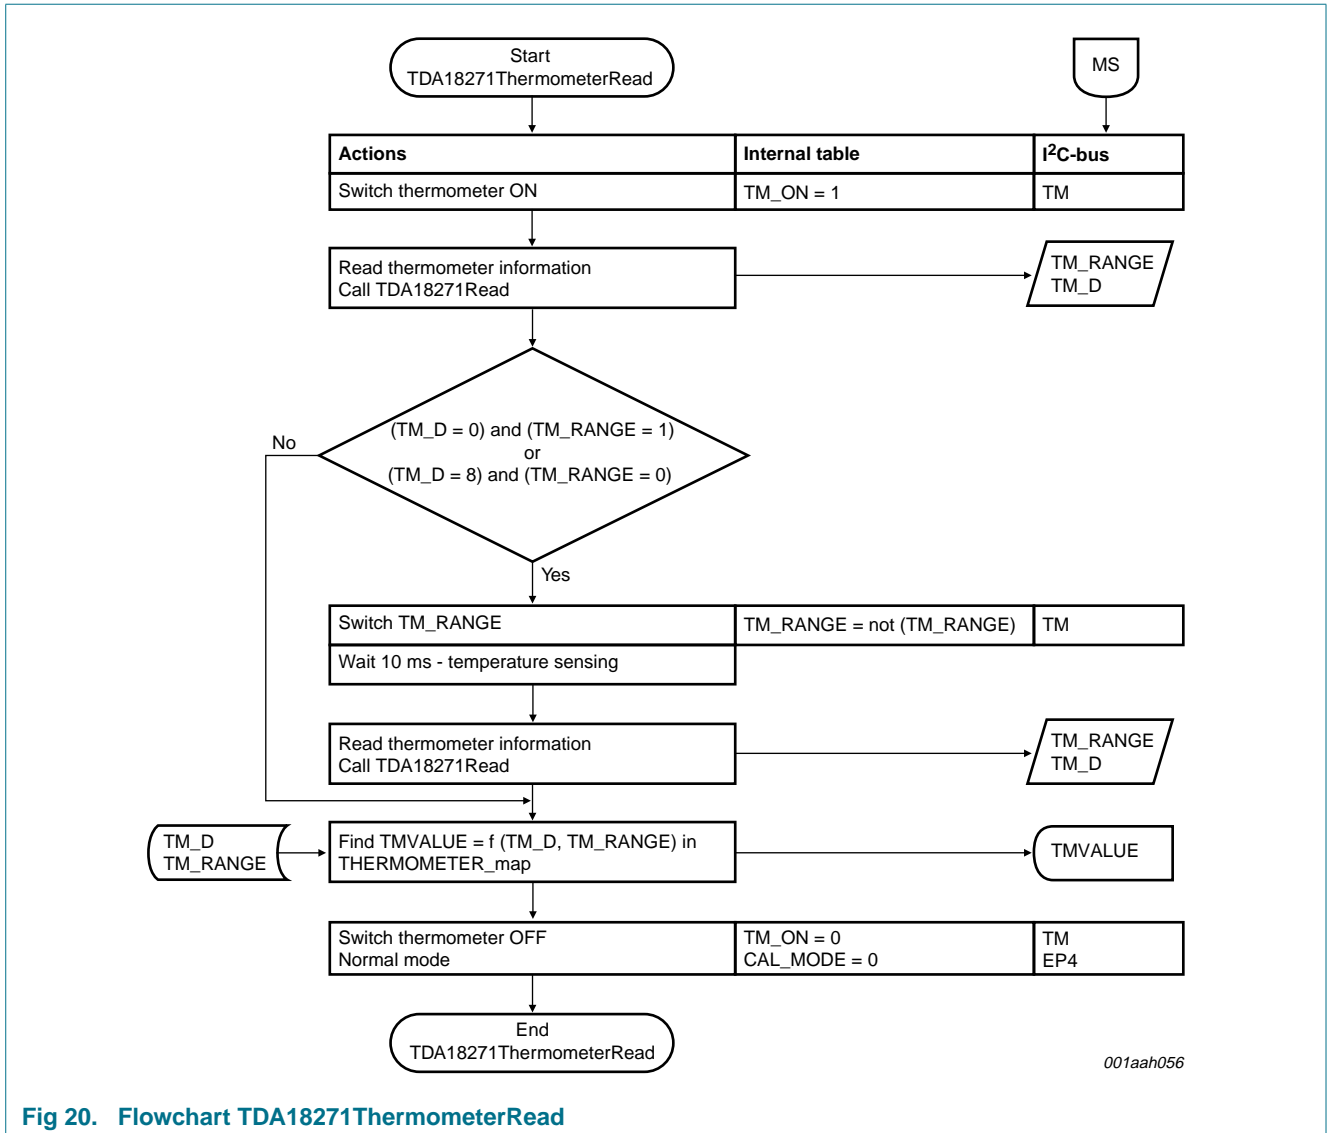 Start
TDA18271ThermometerRead
MS
Actions
Internal table
I2C-bus
Switch thermometer ON
TM_ON = 1
TM
Read thermometer information
Call TDA18271Read
TM_RANGE
TM_D
(TM_D = 0) and (TM_RANGE = 1)
or
(TM_D = 8) and (TM_RANGE = 0)
No
Yes
Switch TM_RANGE
TM_RANGE = not (TM_RANGE)
TM
Wait 10 ms - temperature sensing
Read thermometer information
Call TDA18271Read
TM_RANGE
TM_D
TM_D
TM_RANGE
Find TMVALUE = f (TM_D, TM_RANGE) in
THERMOMETER_map
TMVALUE
Switch thermometer OFF
Normal mode
TM_ON = 0
CAL_MODE = 0
TM
EP4
End
TDA18271ThermometerRead
001aah056
Fig 20. Flowchart TDA18271ThermometerRead